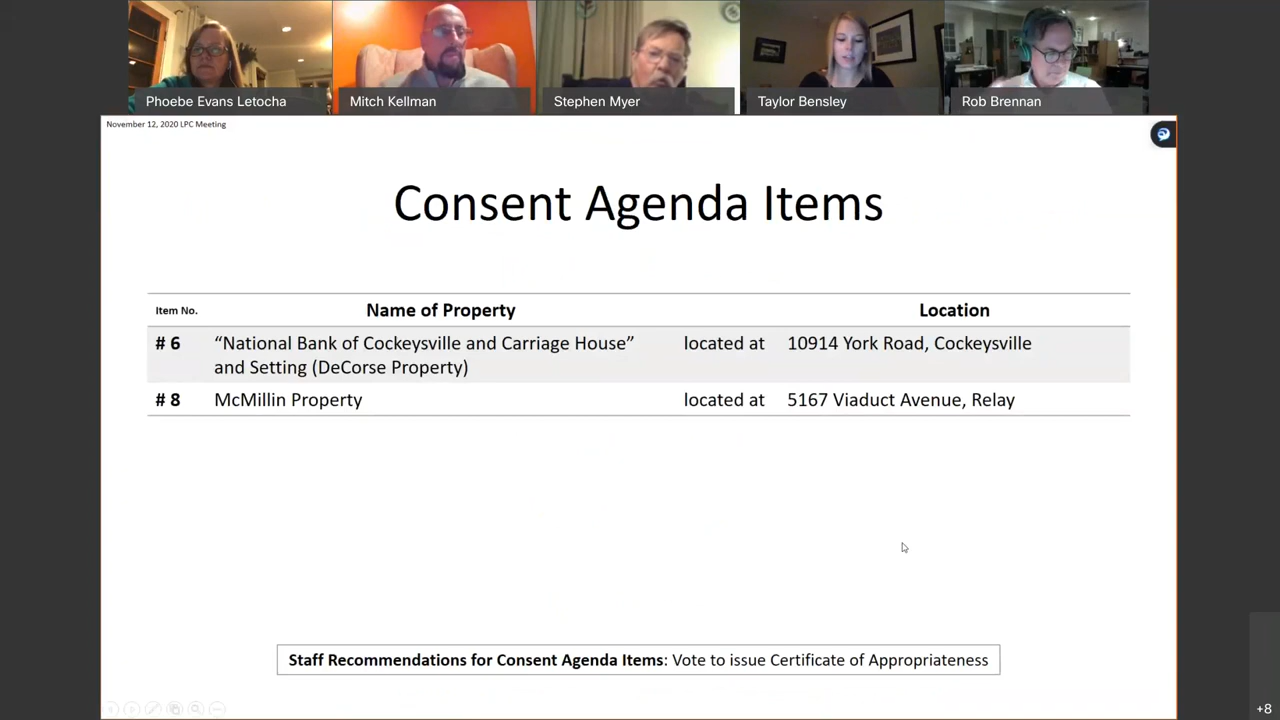 Phoebe Evans Letocha
Mitch Kellman
Stephen Myer
Taylor Bensley
Rob Brennan
November 12, 2020 LPC Meeting
Consent Agenda Items
Item No. Name of Property Location
# 6 “National Bank of Cockeysville and Carriage House” located at 10914 York Road, Cockeysville
and Setting (DeCorse Property)
# 8 McMillin Property located at 5167 Viaduct Avenue, Relay
Staff Recommendations for Consent Agenda Items: Vote to issue Certificate of Appropriateness
+8